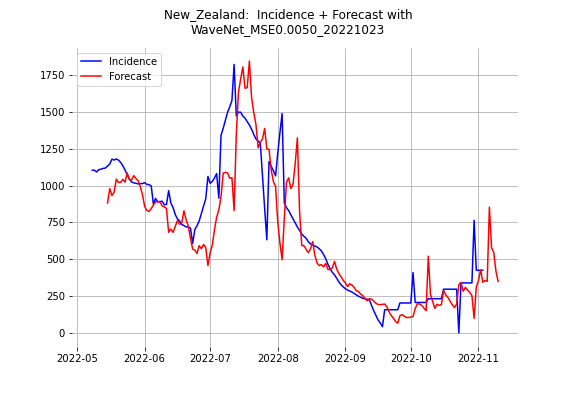 New_Zealand:  Incidence + Forecast with
WaveNet_MSE0.0050_20221023
Incidence
Forecast
1750
1500
1250
1000
750
500
250
0
2022-05 2022-06 2022-07 2022-08 2022-09 2022-10 2022-11